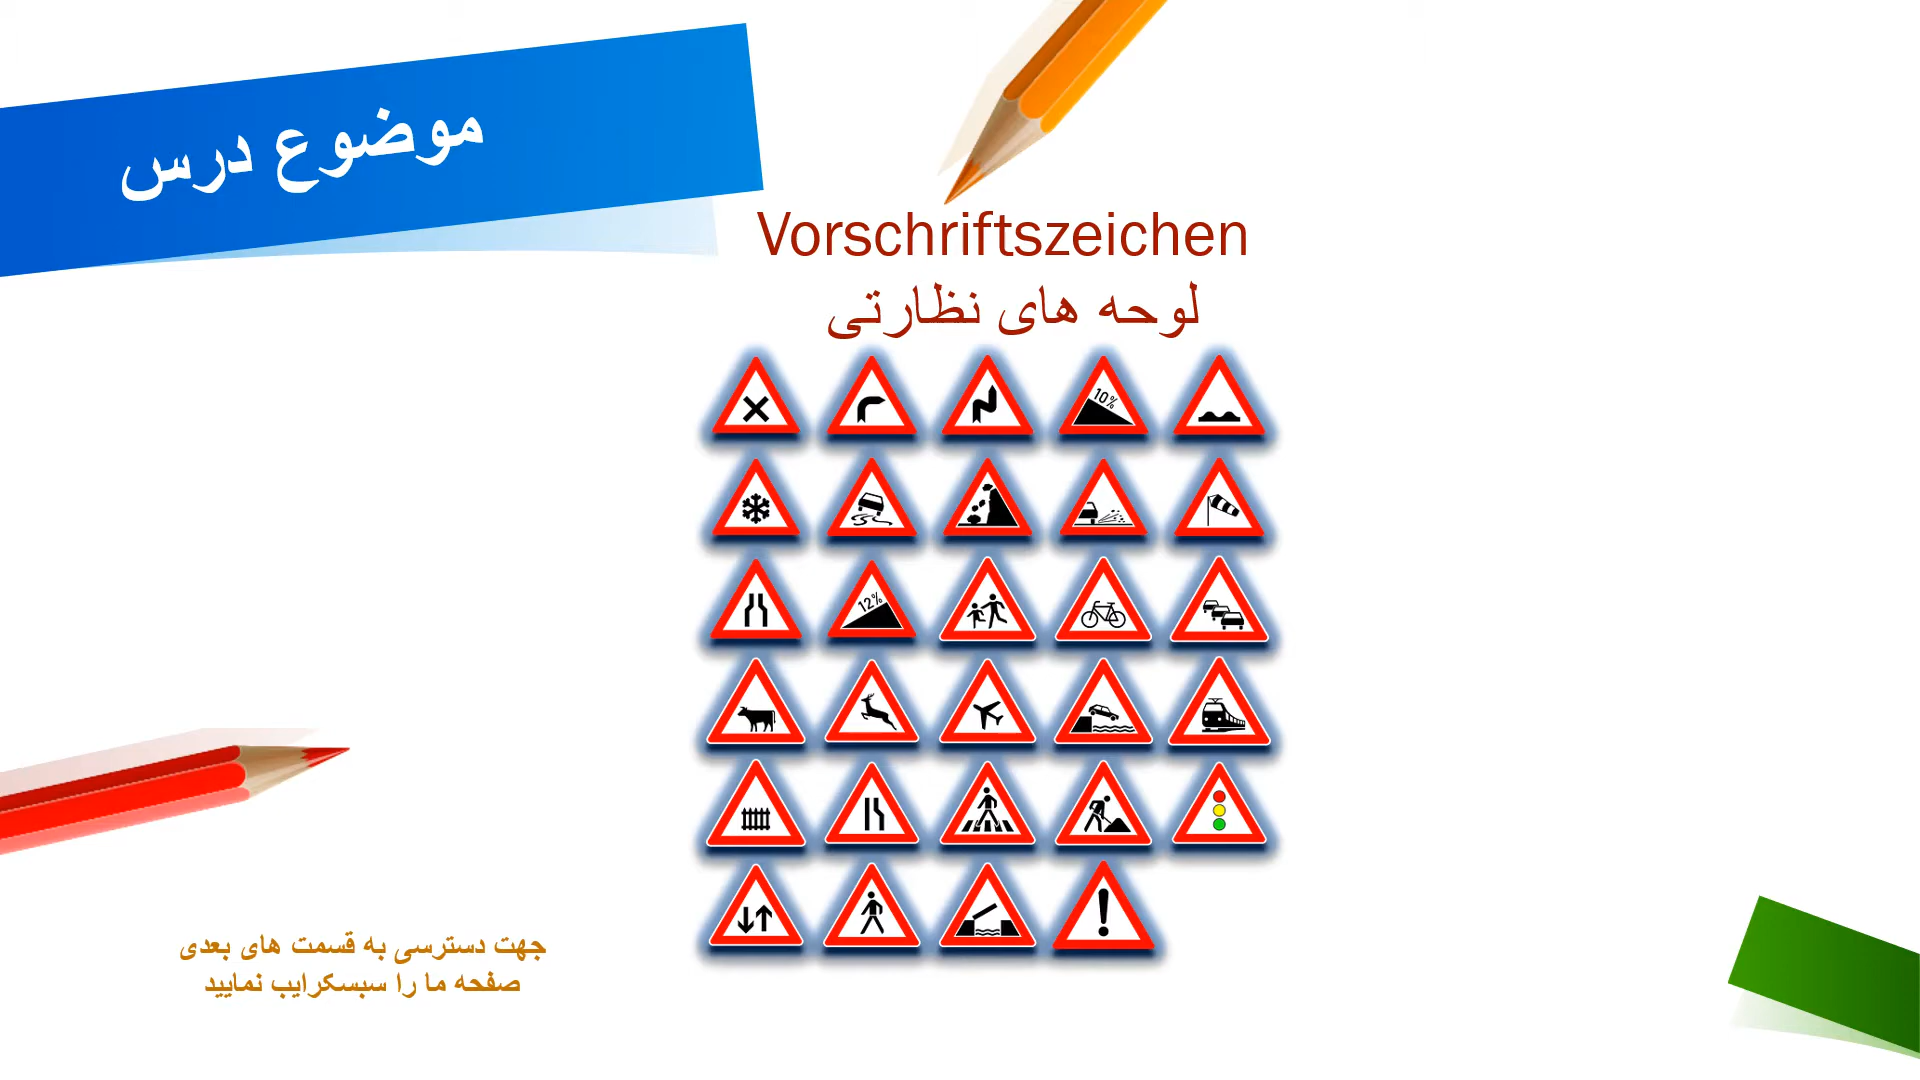 موضوع درس
Vorschriftszeichen
لوحه های نظارتی
10%
12%
جهت دسترسی به قسمت های بعدی
صفحه ما را سبسکرایب نمایید